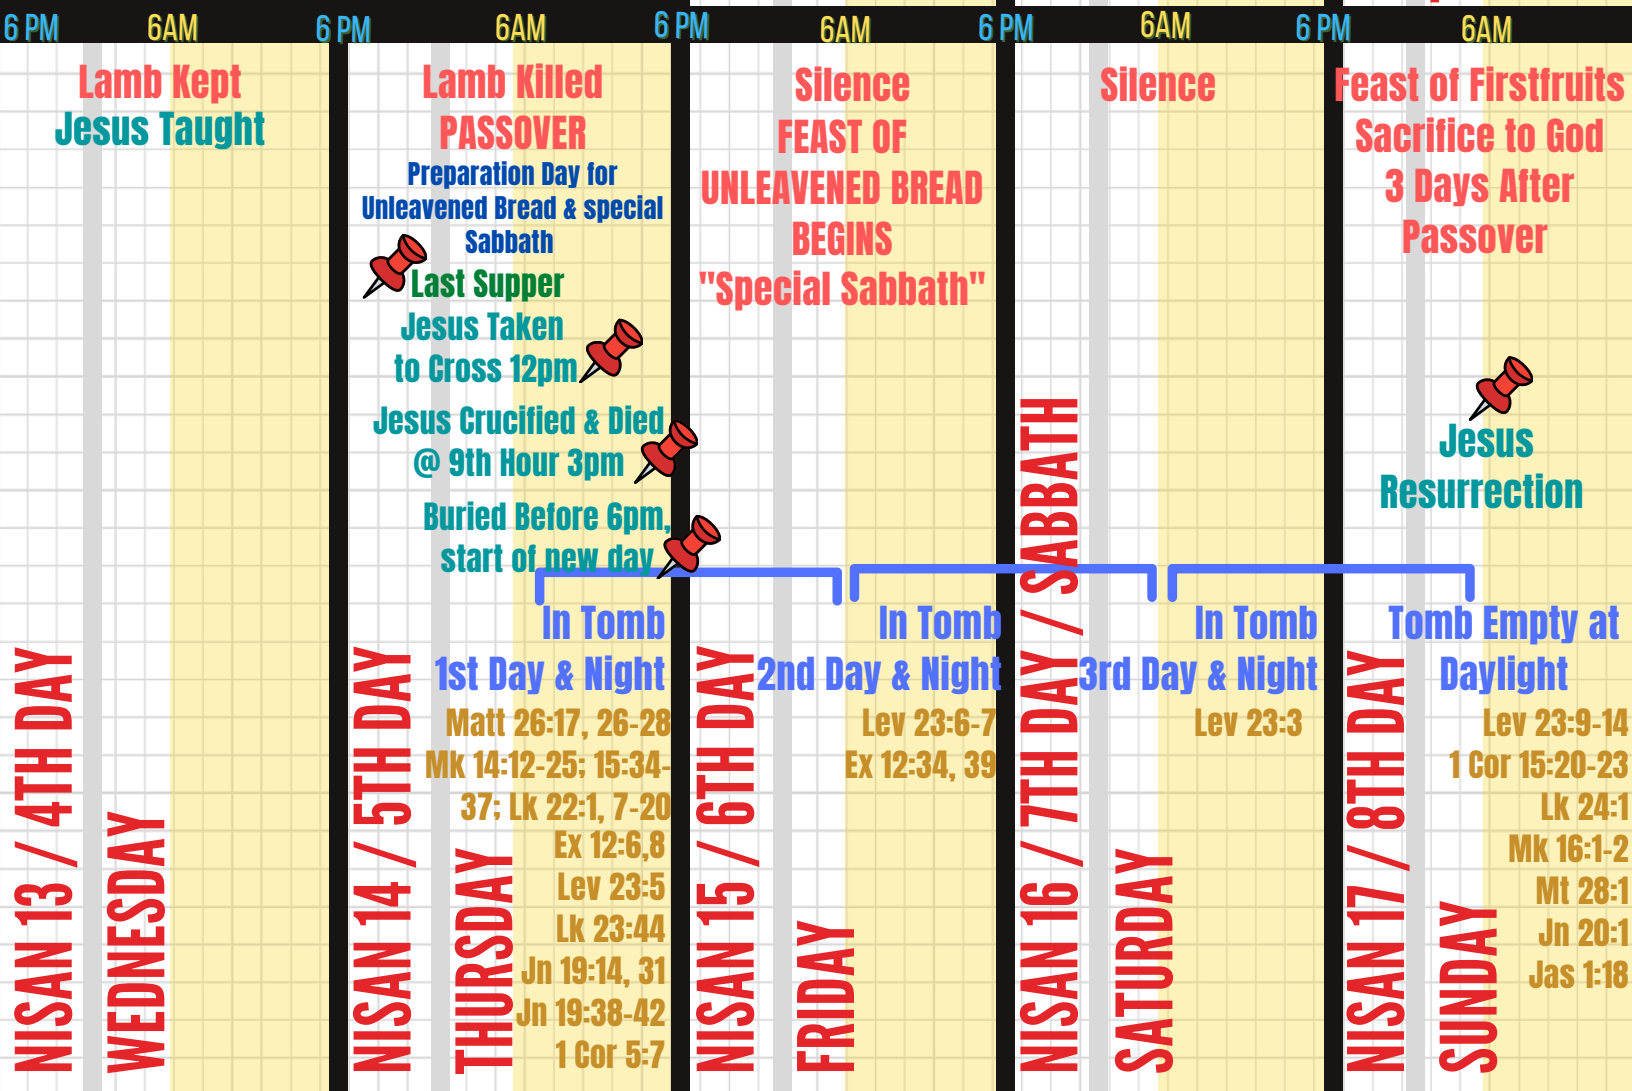 6 PM 6AM 6 PM 6AM 6 PM 6AM 6 PM 6AM 6 PM 6AM
Lamb Kept
Jesus Taught
NISAN 13 / 4TH DAY
WEDNESDAY
Lamb Killed
PASSOVER
Preparation Day for
Unleavened Bread & special
Sabbath
Last Supper
Jesus Taken
to Cross 12pm
Jesus Crucified & Died
@ 9th Hour 3pm
Buried Before 6pm,
start of new day
In Tomb
1st Day & Night
Matt 26:17, 26-28
Mk 14:12-25; 15:34-
37; Lk 22:1, 7-20
Ex 12:6,8
Lev 23:5
Lk 23:44
Jn 19:14, 31
Jn 19:38-42
1 Cor 5:7
NISAN 14 / 5TH DAY
THURSDAY
Silence
FEAST OF
UNLEAVENED BREAD
BEGINS
"Special Sabbath"
In Tomb
2nd Day & Night
Lev 23:6-7
Ex 12:34, 39
NISAN 15 / 6TH DAY
FRIDAY
Silence
In Tomb
3rd Day & Night
Lev 23:3
NISAN 16 / 7TH DAY / SABBATH
SATURDAY
Feast of Firstfruits
Sacrifice to God
3 Days After
Passover
Jesus
Resurrection
Tomb Empty at
Daylight
Lev 23:9-14
1 Cor 15:20-23
Lk 24:1
Mk 16:1-2
Mt 28:1
Jn 20:1
Jas 1:18
NISAN 17 / 8TH DAY
SUNDAY